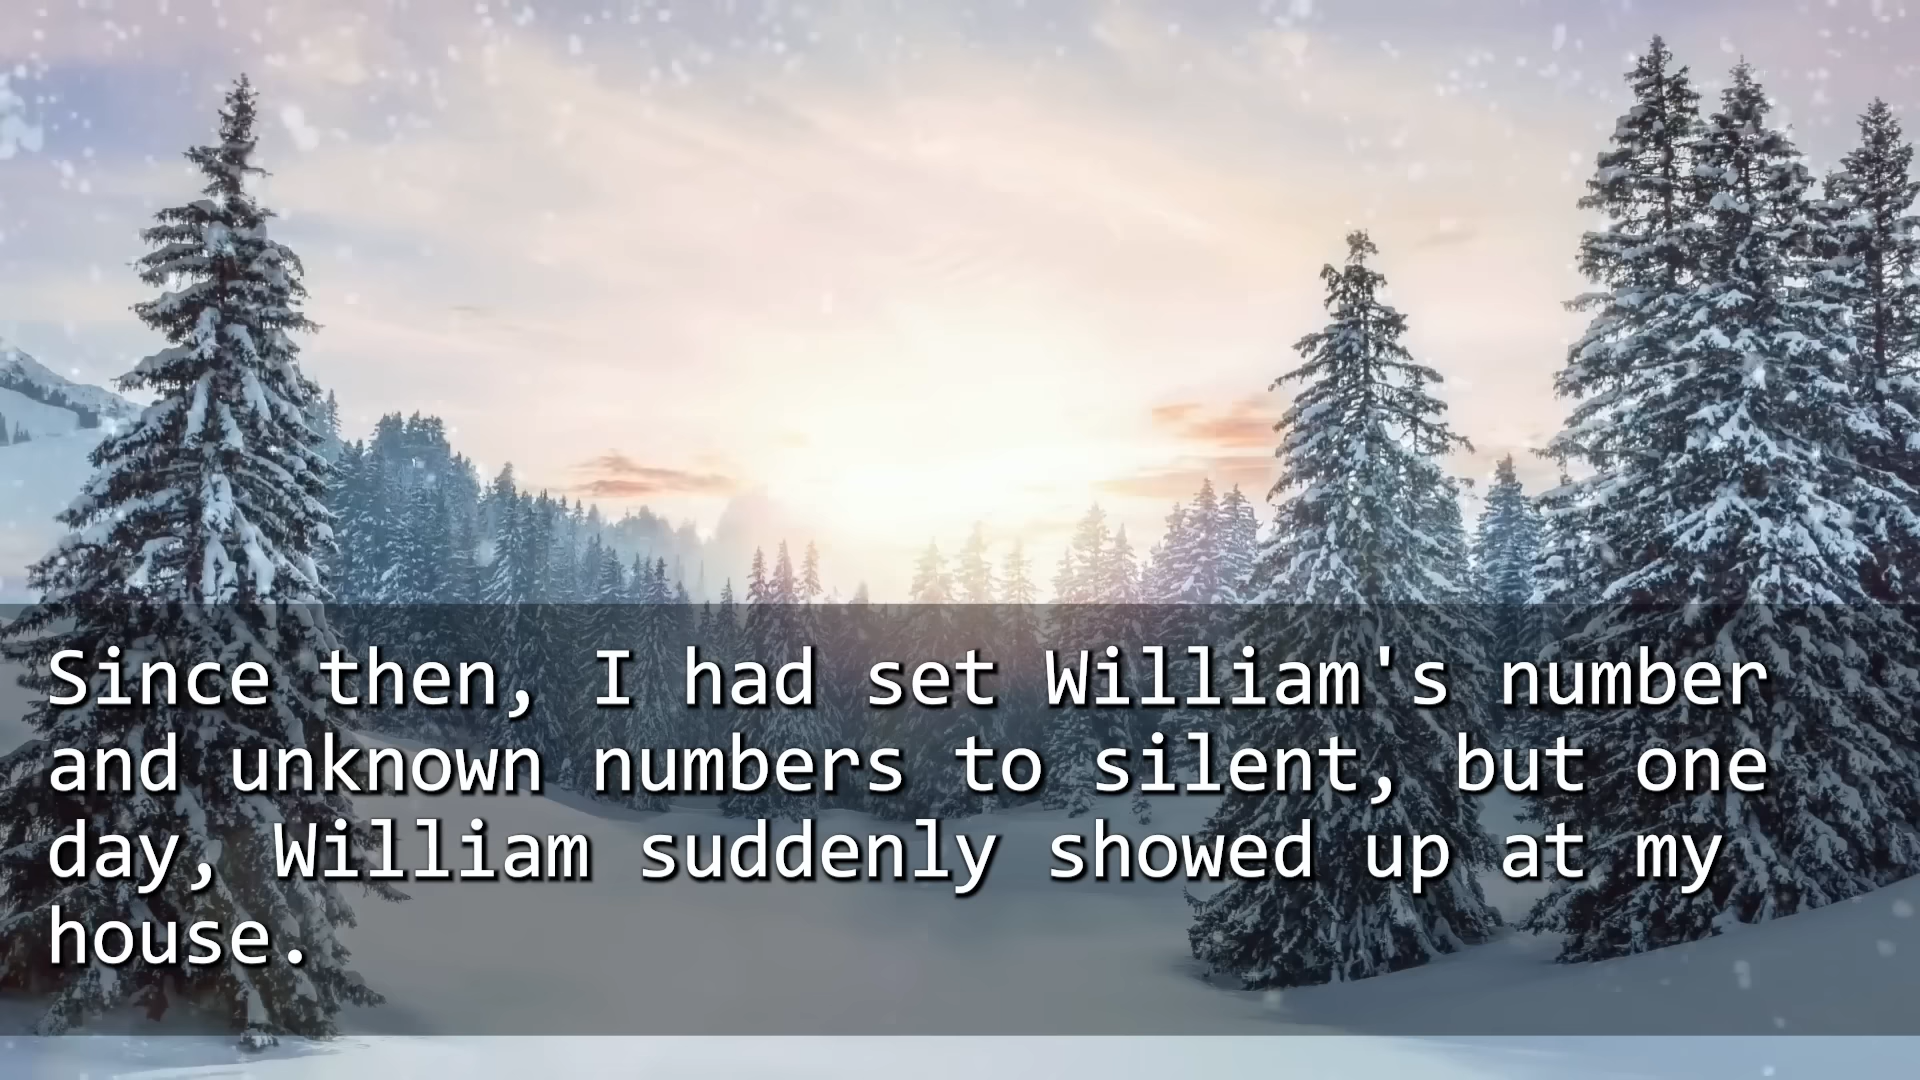 Since then, I had set William's number
and unknown numbers to silent, but one
day, William suddenly showed up at my
house.